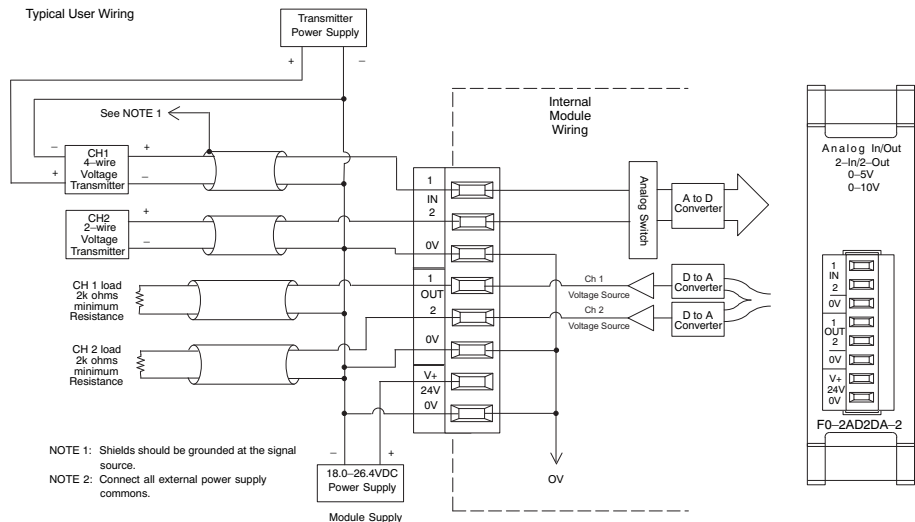 Typical User Wiring
Transmitter
Power Supply
+
–
See NOTE 1
–
+
CH1
4–wire
Voltage
Transmitter
+
–
CH2
2–wire
Voltage
Transmitter
+
–
CH 1 load
2k ohms
minimum
Resistance
CH 2 load
2k ohms
minimum
Resistance
NOTE 1: Shields should be grounded at the signal
source.
NOTE 2: Connect all external power supply
commons.
–
+
18.0–26.4VDC
Power Supply
Module Supply
Internal
Module
Wiring
1
IN
2
0V
1
OUT
2
0V
V+
24V
0V
Analog Switch
A to D
Converter
Ch 1
Voltage Source
D to A
Converter
Ch 2
Voltage Source
D to A
Converter
OV
Analog In/Out
2–In/2–Out
0–5V
0–10V
1
IN
2
0V
1
OUT
2
0V
V+
24V
0V
F0–2AD2DA–2